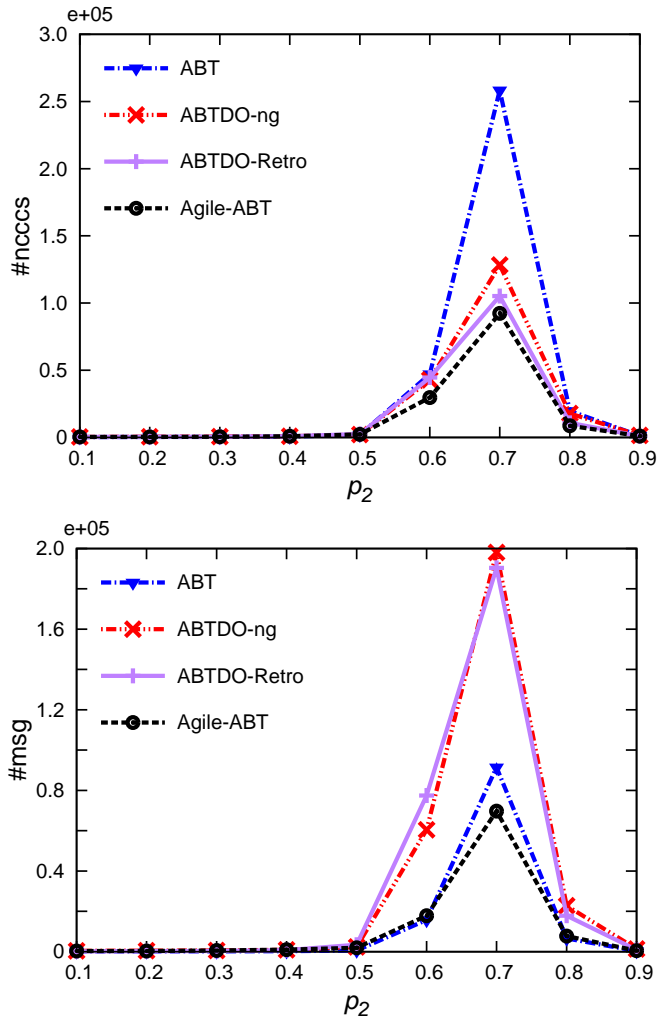 e+05
3.0
2.5
2.0
1.5
1.0
0.5
0
#ncccs
ABT
ABTDO-ng
ABTDO-Retro
Agile-ABT
0.1 0.2 0.3 0.4 0.5 0.6 0.7 0.8 0.9
p2
e+05
2.0
1.6
1.2
0.8
0.4
0
#msg
ABT
ABTDO-ng
ABTDO-Retro
Agile-ABT
0.1 0.2 0.3 0.4 0.5 0.6 0.7 0.8 0.9
p2